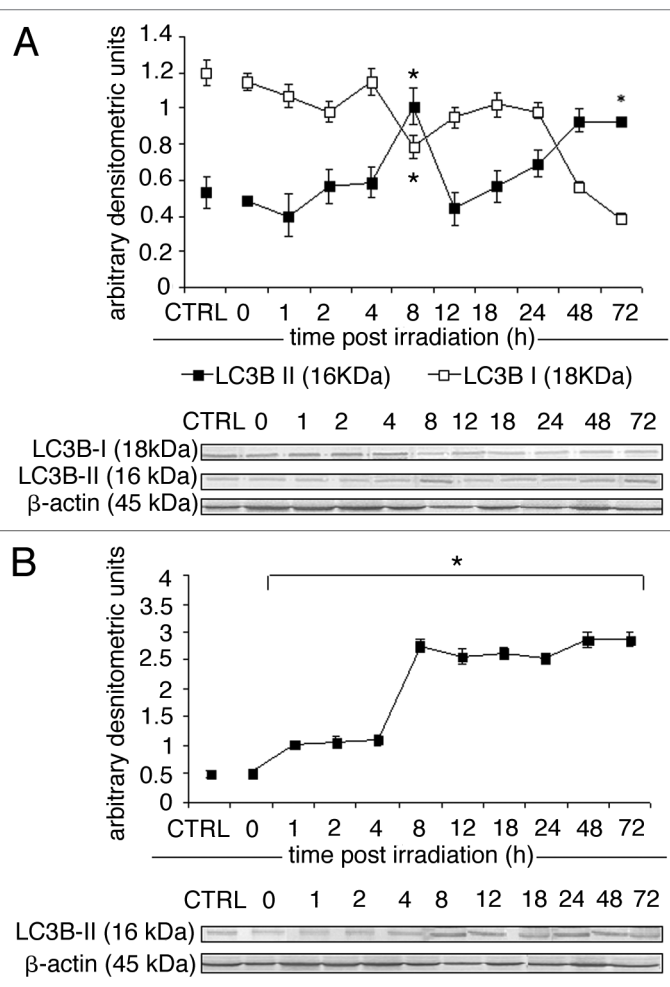 A
arbitrary densitometric units
1.4
1.2
1
0.8
0.6
0.4
0.2
0
*
*
*
CTRL 0 1 2 4 8 12 18 24 48 72
time post irradiation (h)
LC3B II (16KDa) LC3B I (18KDa)
CTRL 0 1 2 4 8 12 18 24 48 72
LC3B-I (18kDa)
LC3B-II (16 kDa)
β-actin (45 kDa)
B
arbitrary desnitometric units
4
3.5
3
2.5
2
1.5
1
0.5
0
*
CTRL 0 1 2 4 8 12 18 24 48 72
time post irradiation (h)
CTRL 0 1 2 4 8 12 18 24 48 72
LC3B-II (16 kDa)
β-actin (45 kDa)